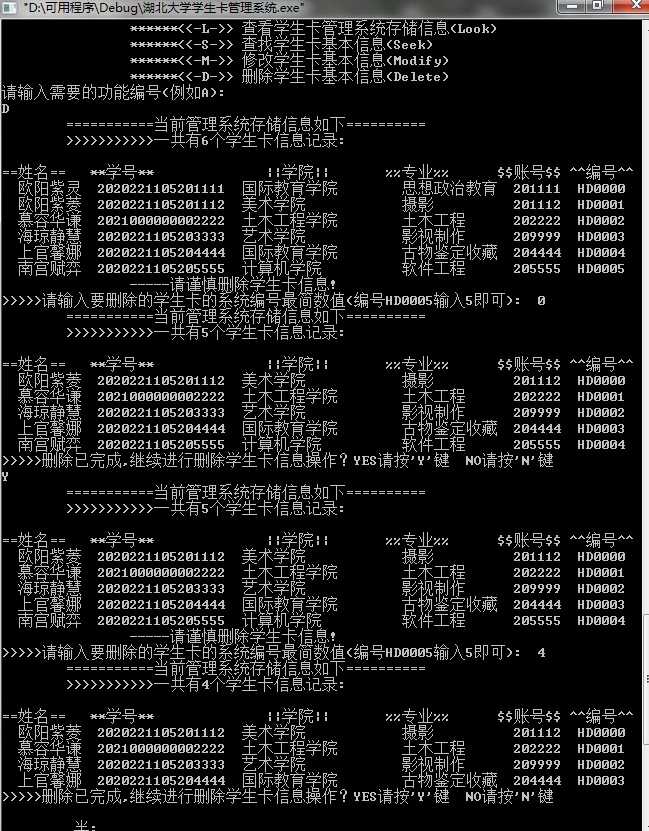 "D:\可用程序\Debug\湖北大学学生卡管理系统.exe"
******<<-L->> 查看学生卡管理系统存储信息(Look)
******<<-S->> 查找学生卡基本信息(Seek)
******<<-M->> 修改学生卡基本信息(Modify)
******<<-D->> 删除学生卡基本信息(Delete)
请输入需要的功能编号(例如A):
D
===========当前管理系统存储信息如下==========
>>>>>>>>>>>一共有6个学生卡信息记录:
==姓名== **学号** ||学院|| %%专业%% $$账号$$ ^^编号^^
欧阳紫灵 2020221105201111 国际教育学院 思想政治教育 201111 HD0000
欧阳紫菱 2020221105201112 美术学院 摄影 201112 HD0001
慕容华谦 2021000000002222 土木工程学院 土木工程 202222 HD0002
海琼静慧 2020221105203333 艺术学院 影视制作 209999 HD0003
上官馨娜 2020221105204444 国际教育学院 古物鉴定收藏 204444 HD0004
南宫赋弈 2020221105205555 计算机学院 软件工程 205555 HD0005
-----请谨慎删除学生卡信息!
>>>>>请输入要删除的学生卡的系统编号最简数值(编号HD0005输入5即可): 0
===========当前管理系统存储信息如下==========
>>>>>>>>>>>一共有5个学生卡信息记录:
==姓名== **学号** ||学院|| %%专业%% $$账号$$ ^^编号^^
欧阳紫菱 2020221105201112 美术学院 摄影 201112 HD0000
慕容华谦 2021000000002222 土木工程学院 土木工程 202222 HD0001
海琼静慧 2020221105203333 艺术学院 影视制作 209999 HD0002
上官馨娜 2020221105204444 国际教育学院 古物鉴定收藏 204444 HD0003
南宫赋弈 2020221105205555 计算机学院 软件工程 205555 HD0004
>>>>>删除已完成,继续进行删除学生卡信息操作？YES请按'Y'键 NO请按'N'键
Y
===========当前管理系统存储信息如下==========
>>>>>>>>>>>一共有5个学生卡信息记录:
==姓名== **学号** ||学院|| %%专业%% $$账号$$ ^^编号^^
欧阳紫菱 2020221105201112 美术学院 摄影 201112 HD0000
慕容华谦 2021000000002222 土木工程学院 土木工程 202222 HD0001
海琼静慧 2020221105203333 艺术学院 影视制作 209999 HD0002
上官馨娜 2020221105204444 国际教育学院 古物鉴定收藏 204444 HD0003
南宫赋弈 2020221105205555 计算机学院 软件工程 205555 HD0004
-----请谨慎删除学生卡信息!
>>>>>请输入要删除的学生卡的系统编号最简数值(编号HD0005输入5即可): 4
===========当前管理系统存储信息如下==========
>>>>>>>>>>>一共有4个学生卡信息记录:
==姓名== **学号** ||学院|| %%专业%% $$账号$$ ^^编号^^
欧阳紫菱 2020221105201112 美术学院 摄影 201112 HD0000
慕容华谦 2021000000002222 土木工程学院 土木工程 202222 HD0001
海琼静慧 2020221105203333 艺术学院 影视制作 209999 HD0002
上官馨娜 2020221105204444 国际教育学院 古物鉴定收藏 204444 HD0003
>>>>>删除已完成,继续进行删除学生卡信息操作？YES请按'Y'键 NO请按'N'键
半: